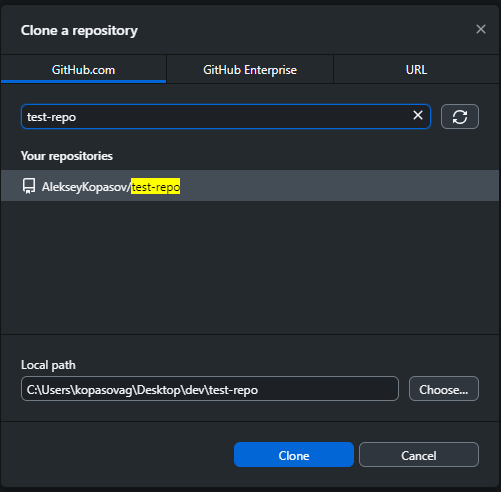 Clone a repository
GitHub.com GitHub Enterprise URL
test-repo
Your repositories
AlekseyKopasov/test-repo
Local path
C:\Users\kopasovag\Desktop\dev\test-repo Choose...
Clone Cancel